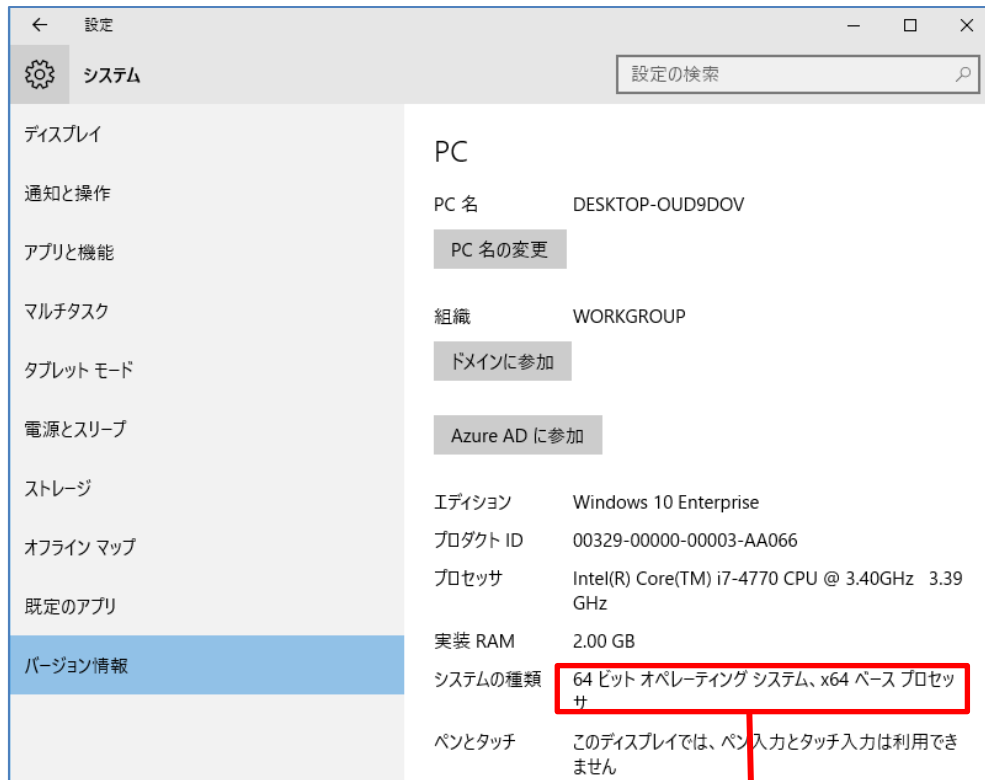 設定
システム
設定の検索
ディスプレイ
通知と操作
アプリと機能
マルチタスク
タブレット モード
電源とスリープ
ストレージ
オフライン マップ
既定のアプリ
バージョン情報
PC
PC 名 DESKTOP-OUD9DOV
PC 名の変更
組織 WORKGROUP
ドメインに参加
Azure AD に参加
エディション Windows 10 Enterprise
プロダクト ID 00329-00000-00003-AA066
プロセッサ Intel(R) Core(TM) i7-4770 CPU @ 3.40GHz 3.39
GHz
実装 RAM 2.00 GB
システムの種類 64 ビット オペレーティング システム、x64 ベース プロセッ
サ
ペンとタッチ このディスプレイでは、ペン入力とタッチ入力は利用でき
ません